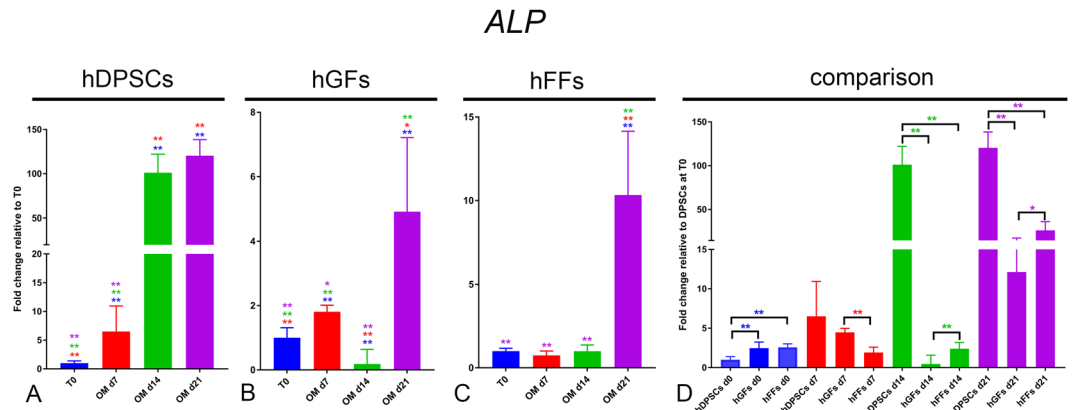 ALP
hDPSCs
hGFs
hFFs
comparison
Fold change relative to T0
150
100
50
20
15
10
5
0
**
**
**
**
**
**
**
**
**
**
T0
OM d7
OM d14
OM d21
A
8
6
4
2
0
**
**
**
*
**
**
**
**
**
**
*
**
T0
OM d7
OM d14
OM d21
B
15
10
5
0
**
**
**
**
**
**
T0
OM d7
OM d14
OM d21
C
Fold change relative to DPSCs at T0
150
100
50
15
10
5
0
**
**
**
**
**
**
**
**
*
hDPSCs d0
hGFs d0
hFFs d0
hDPSCs d7
hGFs d7
hFFs d7
DPSCs d14
hGFs d14
hFFs d14
DPSCs d21
hGFs d21
hFFs d21
D